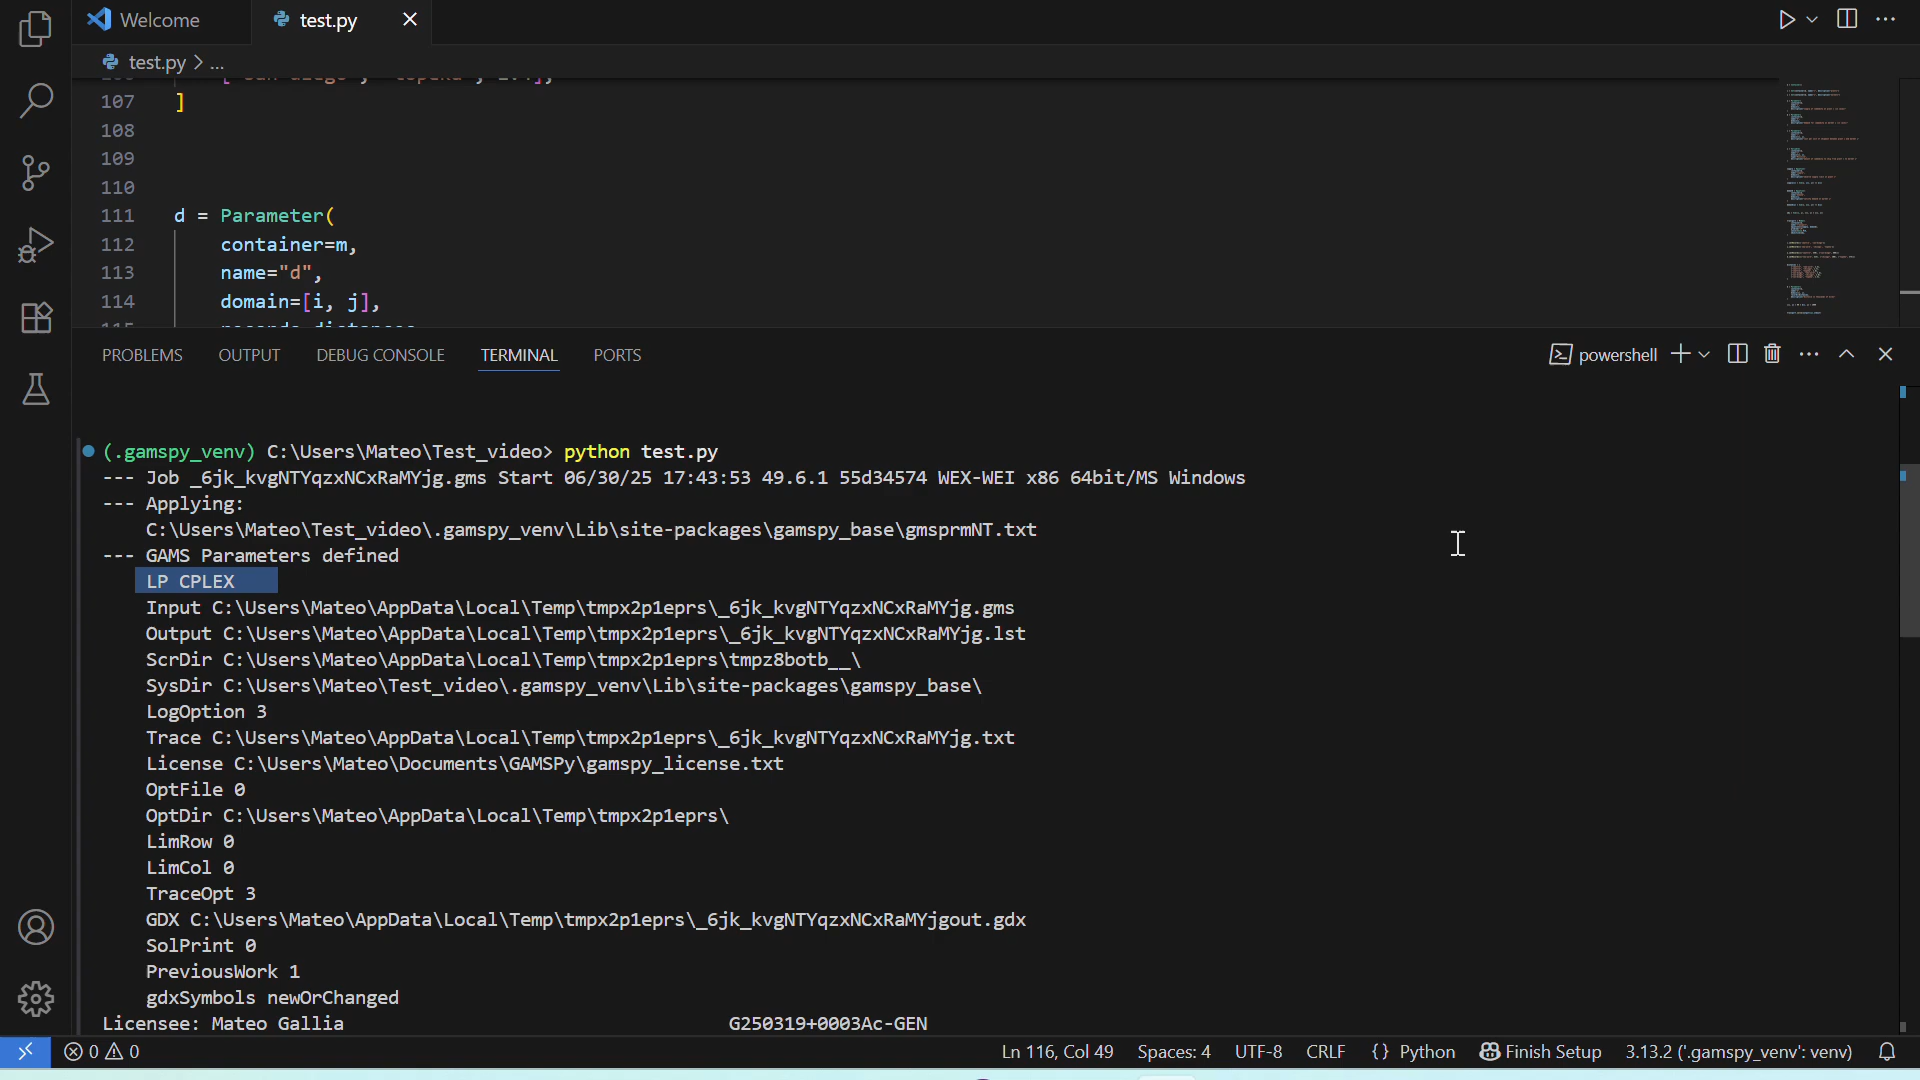 Welcome
test.py
test.py > ...
107 ]
108
109
110
111 d = Parameter(
112 container=m,
113 name="d",
114 domain=[i, j],
PROBLEMS OUTPUT DEBUG CONSOLE TERMINAL PORTS
powershell
(.gamspy_venv) C:\Users\Mateo\Test_video> python test.py
--- Job _6jk_kvgNTYqzxNCxRaMYjg.gms Start 06/30/25 17:43:53 49.6.1 55d34574 WEX-WEI x86 64bit/MS Windows
--- Applying:
C:\Users\Mateo\Test_video\.gamspy_venv\Lib\site-packages\gamspy_base\gmsprmNT.txt
--- GAMS Parameters defined
LP CPLEX
Input C:\Users\Mateo\AppData\Local\Temp\tmpx2p1eprs\_6jk_kvgNTYqzxNCxRaMYjg.gms
Output C:\Users\Mateo\AppData\Local\Temp\tmpx2p1eprs\_6jk_kvgNTYqzxNCxRaMYjg.lst
ScrDir C:\Users\Mateo\AppData\Local\Temp\tmpx2p1eprs\tmpz8botb__\
SysDir C:\Users\Mateo\Test_video\.gamspy_venv\Lib\site-packages\gamspy_base\
LogOption 3
Trace C:\Users\Mateo\AppData\Local\Temp\tmpx2p1eprs\_6jk_kvgNTYqzxNCxRaMYjg.txt
License C:\Users\Mateo\Documents\GAMSPy\gamspy_license.txt
OptFile 0
OptDir C:\Users\Mateo\AppData\Local\Temp\tmpx2p1eprs\
LimRow 0
LimCol 0
TraceOpt 3
GDX C:\Users\Mateo\AppData\Local\Temp\tmpx2p1eprs\_6jk_kvgNTYqzxNCxRaMYjgout.gdx
SolPrint 0
PreviousWork 1
gdxSymbols newOrChanged
Licensee: Mateo Gallia G250319+0003Ac-GEN
0 0 Ln 116, Col 49 Spaces: 4 UTF-8 CRLF {} Python Finish Setup 3.13.2 ('.gamspy_venv': venv)